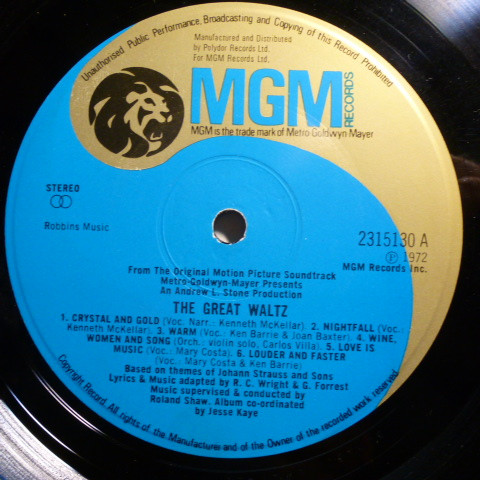 Unauthorised Public Performance, Broadcasting and Copying of this Record Prohibited
Manufactured and Distributed
by Polydor Records Ltd.
For MGM Records Ltd.
MGM
RECORDS
MGM is the trade mark of Metro-Goldwyn-Mayer
STEREO
Robbins Music
2315130 A
Ⓟ 1972
MGM Records Inc.
From The Original Motion Picture Soundtrack
Metro-Goldwyn-Mayer Presents
An Andrew L. Stone Production
THE GREAT WALTZ
1. CRYSTAL AND GOLD (Voc. Narr.: Kenneth McKellar). 2. NIGHTFALL (Voc.:
Kenneth McKellar). 3. WARM (Voc.: Ken Barrie & Joan Baxter). 4. WINE,
WOMEN AND SONG (Orch.: violin solo, Carlos Villa). 5. LOVE IS
MUSIC (Voc.: Mary Costa). 6. LOUDER AND FASTER
(Voc.: Mary Costa & Ken Barrie)
Based on themes of Johann Strauss and Sons
Lyrics & Music adapted by R. C. Wright & G. Forrest
Music supervised & conducted by
Roland Shaw. Album co-ordinated
by Jesse Kaye
Copyright Record. All rights of the Manufacturer and of the Owner of the recorded work reserved.